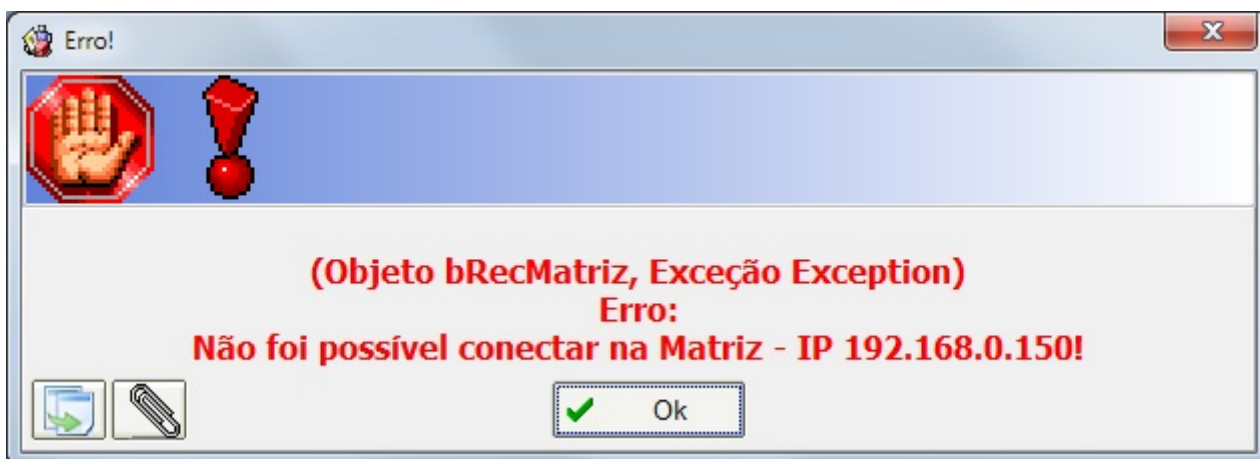 Erro!
(Objeto bRecMatriz, Exceção Exception)
Erro:
Não foi possível conectar na Matriz - IP 192.168.0.150!
Ok